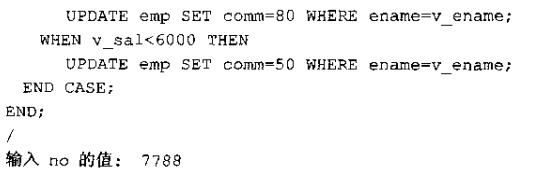 UPDATE emp SET comm=80 WHERE ename=v_ename;
WHEN v_sal<6000 THEN
UPDATE emp SET comm=50 WHERE ename=v_ename;
END CASE;
END;
/
输入 no 的值： 7788